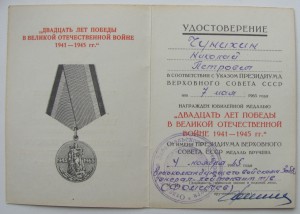 "ДВАДЦАТЬ ЛЕТ ПОБЕДЫ
В ВЕЛИКОЙ ОТЕЧЕСТВЕННОЙ ВОЙНЕ
1941—1945 гг."
УДОСТОВЕРЕНИЕ
Чунихин
Николай
Петрович
В СООТВЕТСТВИИ С УКАЗОМ ПРЕЗИДИУМА
ВЕРХОВНОГО СОВЕТА СССР
от 7 мая 1965 года
НАГРАЖДЕН ЮБИЛЕЙНОЙ МЕДАЛЬЮ
"ДВАДЦАТЬ ЛЕТ ПОБЕДЫ
В ВЕЛИКОЙ ОТЕЧЕСТВЕННОЙ
ВОЙНЕ 1941—1945 гг."
ОТ ИМЕНИ ПРЕЗИДИУМА ВЕРХОВНОГО
СОВЕТА СССР МЕДАЛЬ ВРУЧЕНА
ноября